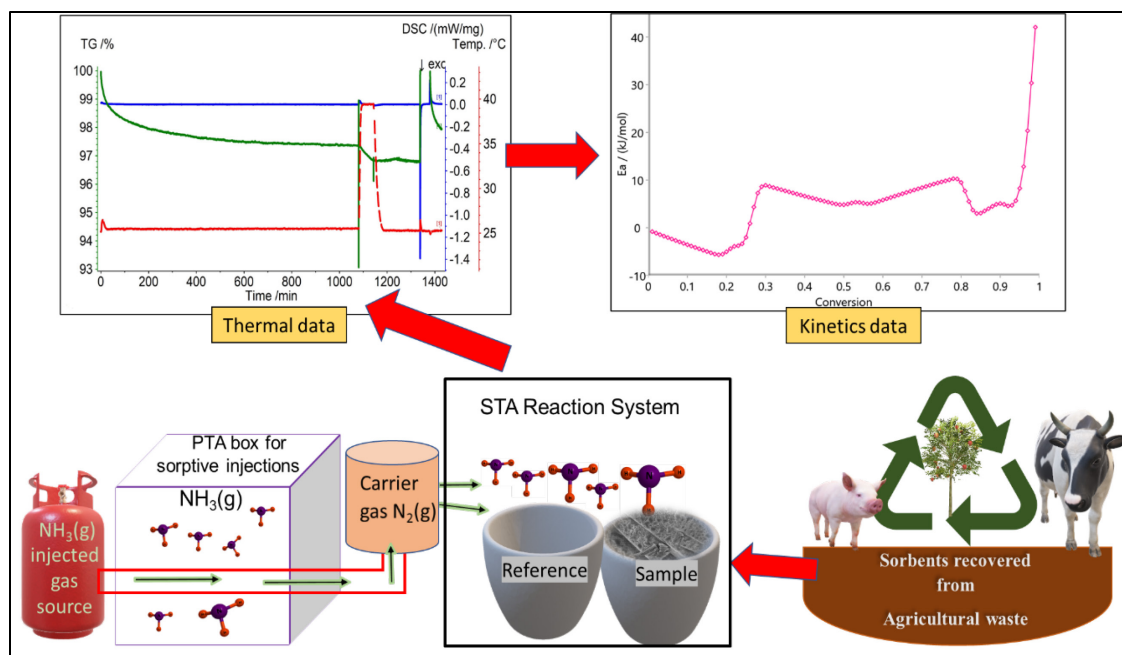 TG /%
DSC /(mW/mg)
Temp. /°C
↓ exo
100
99
98
97
96
95
94
93
0.2
0.0
-0.2
-0.4
-0.6
-0.8
-1.0
-1.2
-1.4
40
35
30
25
[1]
[1]
0
200
400
600
800
1000
1200
1400
Time /min
Thermal data
Ea / (kJ/mol)
40
30
20
10
0
-10
0
0.1
0.2
0.3
0.4
0.5
0.6
0.7
0.8
0.9
1
Conversion
Kinetics data
PTA box for
sorptive injections
NH₃(g)
NH₃(g)
injected
gas
source
Carrier
gas N₂(g)
STA Reaction System
Reference
Sample
Sorbents recovered
from
Agricultural waste